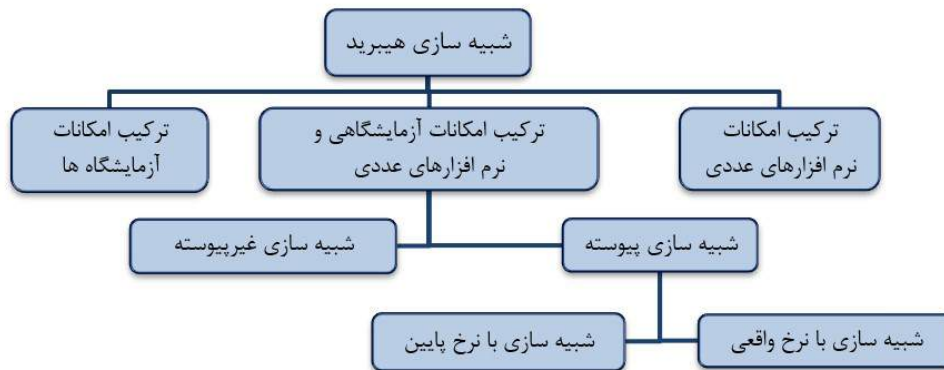 شبیه سازی هیبرید
ترکیب امکانات
نرم افزارهای عددی
ترکیب امکانات آزمایشگاهی و
نرم افزارهای عددی
ترکیب امکانات
آزمایشگاه ها
شبیه سازی پیوسته
شبیه سازی غیرپیوسته
شبیه سازی با نرخ واقعی
شبیه سازی با نرخ پایین